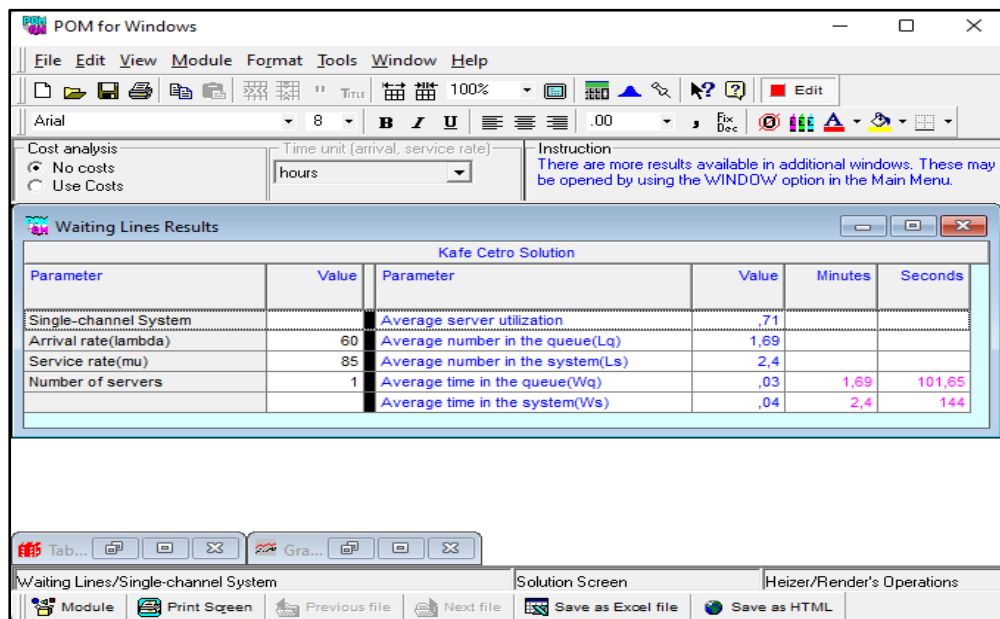 POM for Windows
File Edit View Module Format Tools Window Help
TITLE 100% Edit
Arial 8 B I U .00 , Fix Dec A
Cost analysis
No costs
Use Costs
Time unit (arrival, service rate)
hours
Instruction
There are more results available in additional windows. These may
be opened by using the WINDOW option in the Main Menu.
Waiting Lines Results
Kafe Cetro Solution
Parameter Value Parameter Value Minutes Seconds
Single-channel System Average server utilization ,71
Arrival rate(lambda) 60 Average number in the queue(Lq) 1,69
Service rate(mu) 85 Average number in the system(Ls) 2,4
Number of servers 1 Average time in the queue(Wq) ,03 1,69 101,65
Average time in the system(Ws) ,04 2,4 144
Tab... Gra...
Waiting Lines/Single-channel System Solution Screen Heizer/Render's Operations
Module Print Screen Previous file Next file Save as Excel file Save as HTML